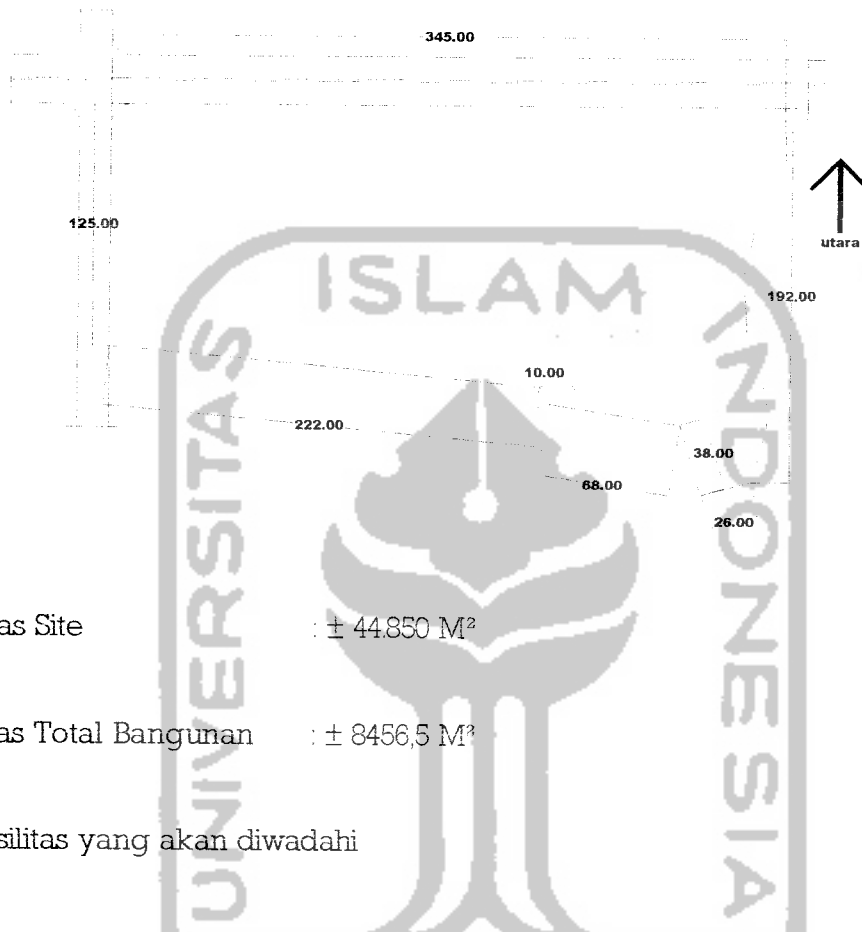 345.00
125.00
utara
192.00
10.00
222.00
38.00
68.00
26.00
as Site : ± 44.850 M²
as Total Bangunan : ± 8456,5 M²
silitas yang akan diwadahi
UNIVERSITAS
ISLAM
INDONESIA